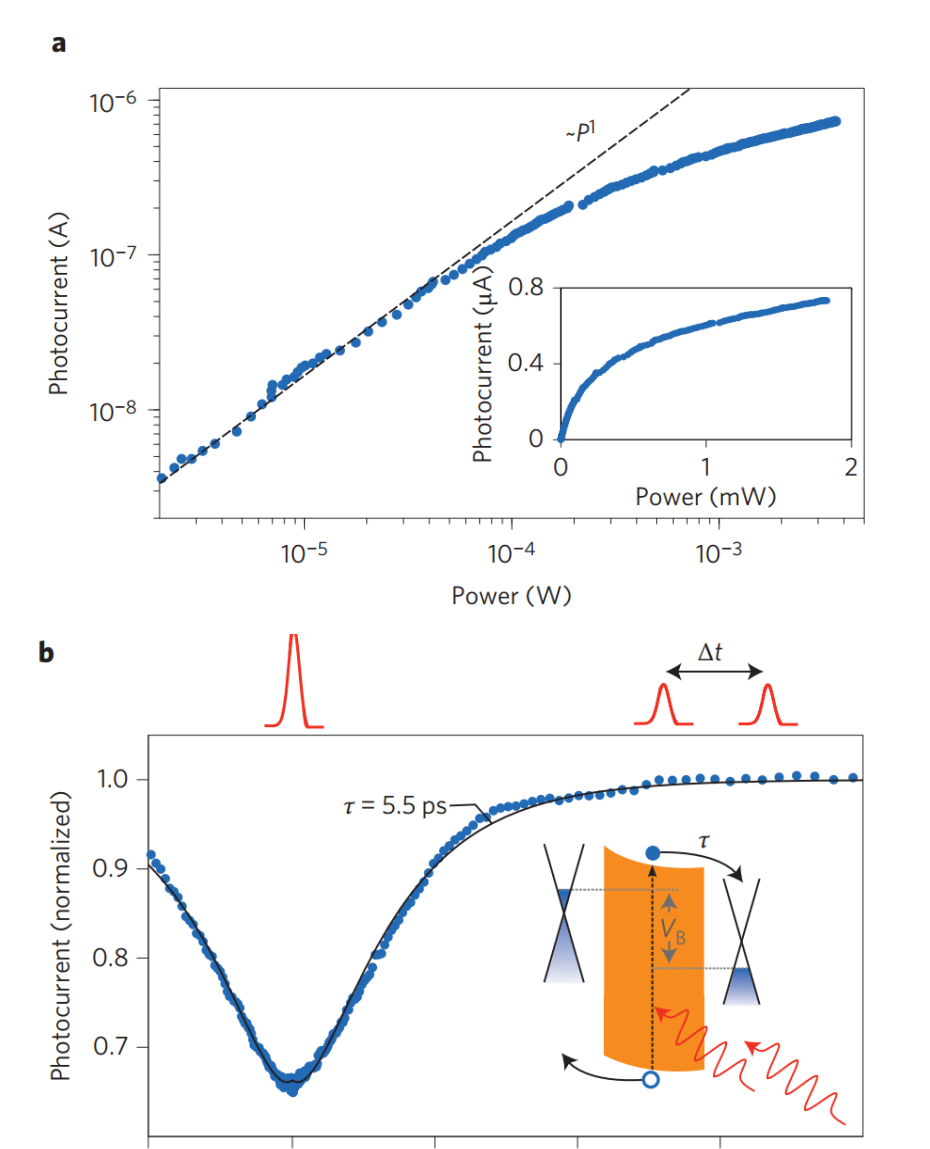 a
10⁻⁶
10⁻⁷
10⁻⁸
Photocurrent (A)
~P¹
0.8
0.4
0
Photocurrent (μA)
0
1
2
Power (mW)
10⁻⁵
10⁻⁴
10⁻³
Power (W)
b
Δt
1.0
0.9
0.8
0.7
Photocurrent (normalized)
τ = 5.5 ps
τ
V_B